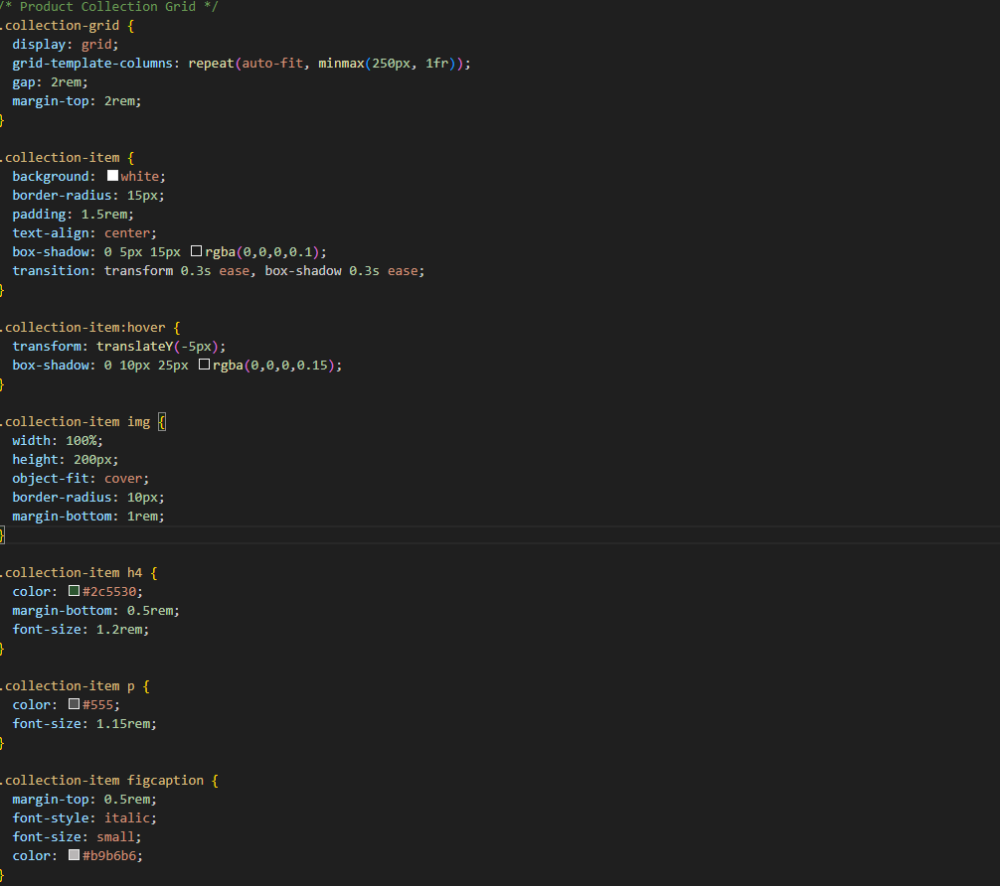 /* Product Collection Grid */
.collection-grid {
  display: grid;
  grid-template-columns: repeat(auto-fit, minmax(250px, 1fr));
  gap: 2rem;
  margin-top: 2rem;
}

.collection-item {
  background: white;
  border-radius: 15px;
  padding: 1.5rem;
  text-align: center;
  box-shadow: 0 5px 15px rgba(0,0,0,0.1);
  transition: transform 0.3s ease, box-shadow 0.3s ease;
}

.collection-item:hover {
  transform: translateY(-5px);
  box-shadow: 0 10px 25px rgba(0,0,0,0.15);
}

.collection-item img {
  width: 100%;
  height: 200px;
  object-fit: cover;
  border-radius: 10px;
  margin-bottom: 1rem;
}

.collection-item h4 {
  color: #2c5530;
  margin-bottom: 0.5rem;
  font-size: 1.2rem;
}

.collection-item p {
  color: #555;
  font-size: 1.15rem;
}

.collection-item figcaption {
  margin-top: 0.5rem;
  font-style: italic;
  font-size: small;
  color: #b9b6b6;
}